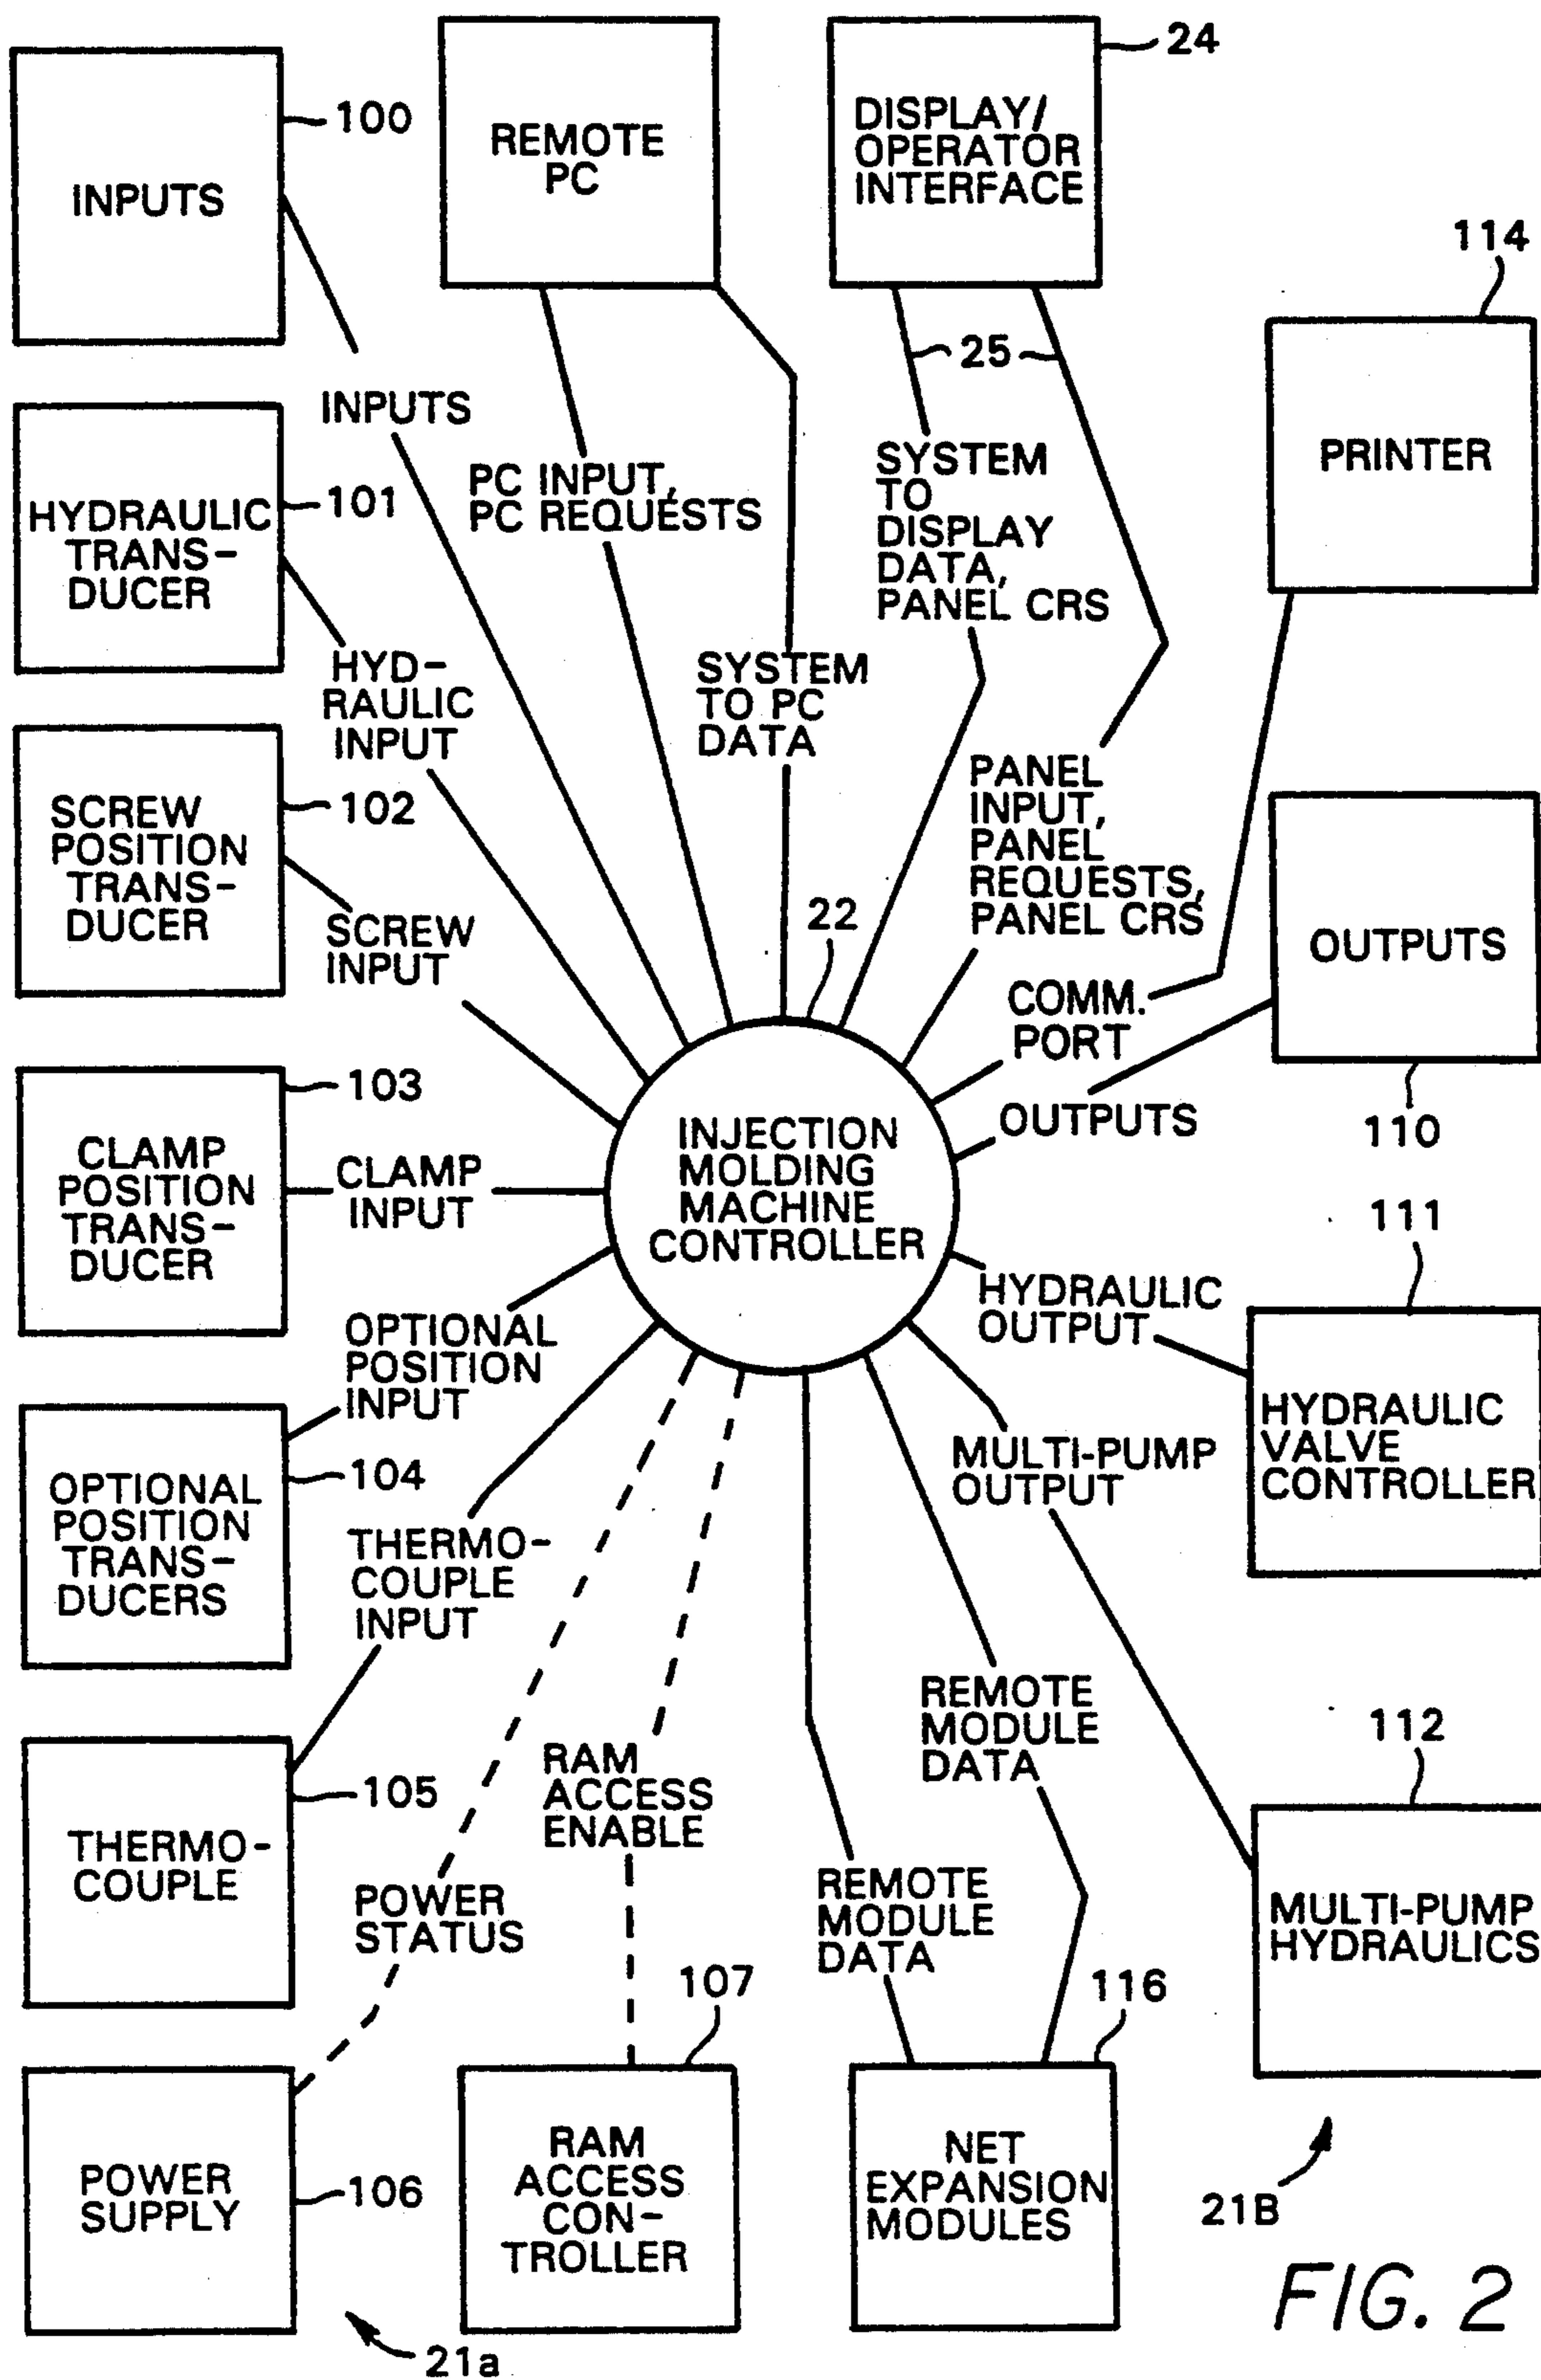 24
100
INPUTS
REMOTE
PC
DISPLAY/
OPERATOR
INTERFACE
114
25
INPUTS
PRINTER
101
HYDRAULIC
TRANS-
DUCER
PC INPUT,
PC REQUESTS
SYSTEM
TO
DISPLAY
DATA,
PANEL CRS
HYD-
RAULIC
INPUT
SYSTEM
TO PC
DATA
102
SCREW
POSITION
TRANS-
DUCER
PANEL
INPUT,
PANEL
REQUESTS,
PANEL CRS
22
SCREW
INPUT
OUTPUTS
COMM.
PORT
103
CLAMP
POSITION
TRANS-
DUCER
CLAMP
INPUT
INJECTION
MOLDING
MACHINE
CONTROLLER
OUTPUTS
110
111
HYDRAULIC
OUTPUT
OPTIONAL
POSITION
INPUT
HYDRAULIC
VALVE
CONTROLLER
104
OPTIONAL
POSITION
TRANS-
DUCERS
MULTI-PUMP
OUTPUT
THERMO-
COUPLE
INPUT
REMOTE
MODULE
DATA
112
105
THERMO-
COUPLE
RAM
ACCESS
ENABLE
POWER
STATUS
REMOTE
MODULE
DATA
MULTI-PUMP
HYDRAULICS
107
116
POWER
SUPPLY
106
RAM
ACCESS
CON-
TROLLER
NET
EXPANSION
MODULES
21B
21a
FIG. 2